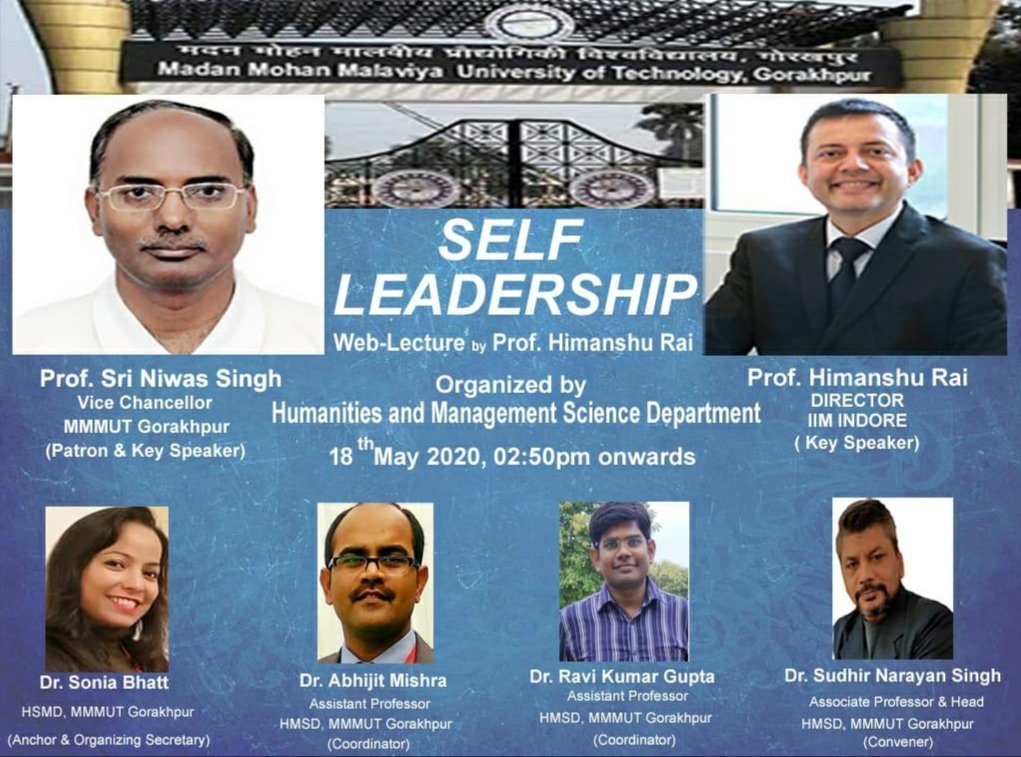 मदन मोहन मालवीय प्रौद्योगिकी विश्वविद्यालय, गोरखपुर
Madan Mohan Malaviya University of Technology, Gorakhpur
SELF
LEADERSHIP
Web-Lecture by Prof. Himanshu Rai
Organized by
Humanities and Management Science Department
18th May 2020, 02:50pm onwards
Prof. Sri Niwas Singh
Vice Chancellor
MMMUT Gorakhpur
(Patron & Key Speaker)
Prof. Himanshu Rai
DIRECTOR
IIM INDORE
( Key Speaker)
Dr. Sonia Bhatt
HSMD, MMMUT Gorakhpur
(Anchor & Organizing Secretary)
Dr. Abhijit Mishra
Assistant Professor
HMSD, MMMUT Gorakhpur
(Coordinator)
Dr. Ravi Kumar Gupta
Assistant Professor
HMSD, MMMUT Gorakhpur
(Coordinator)
Dr. Sudhir Narayan Singh
Associate Professor & Head
HMSD, MMMUT Gorakhpur
(Convener)